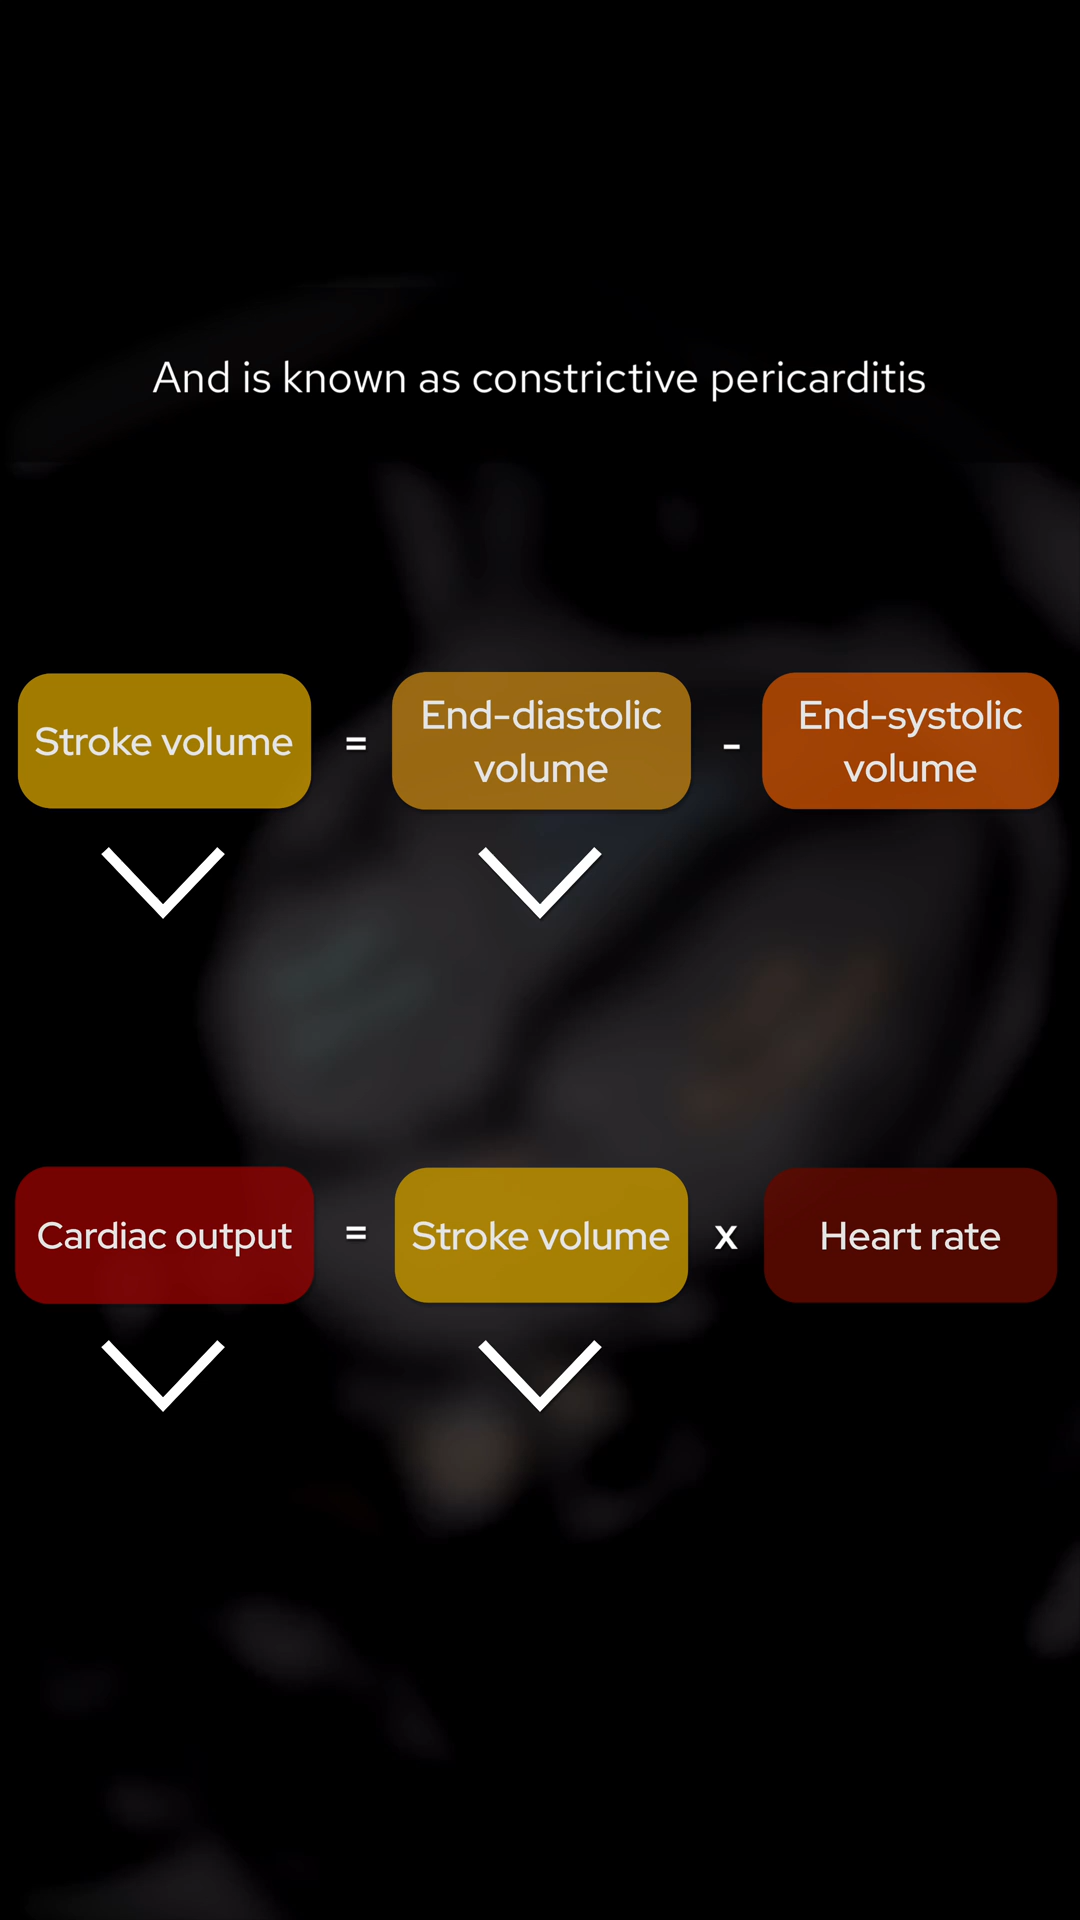 And is known as constrictive pericarditis
Stroke volume = End-diastolic volume - End-systolic volume
Cardiac output = Stroke volume x Heart rate